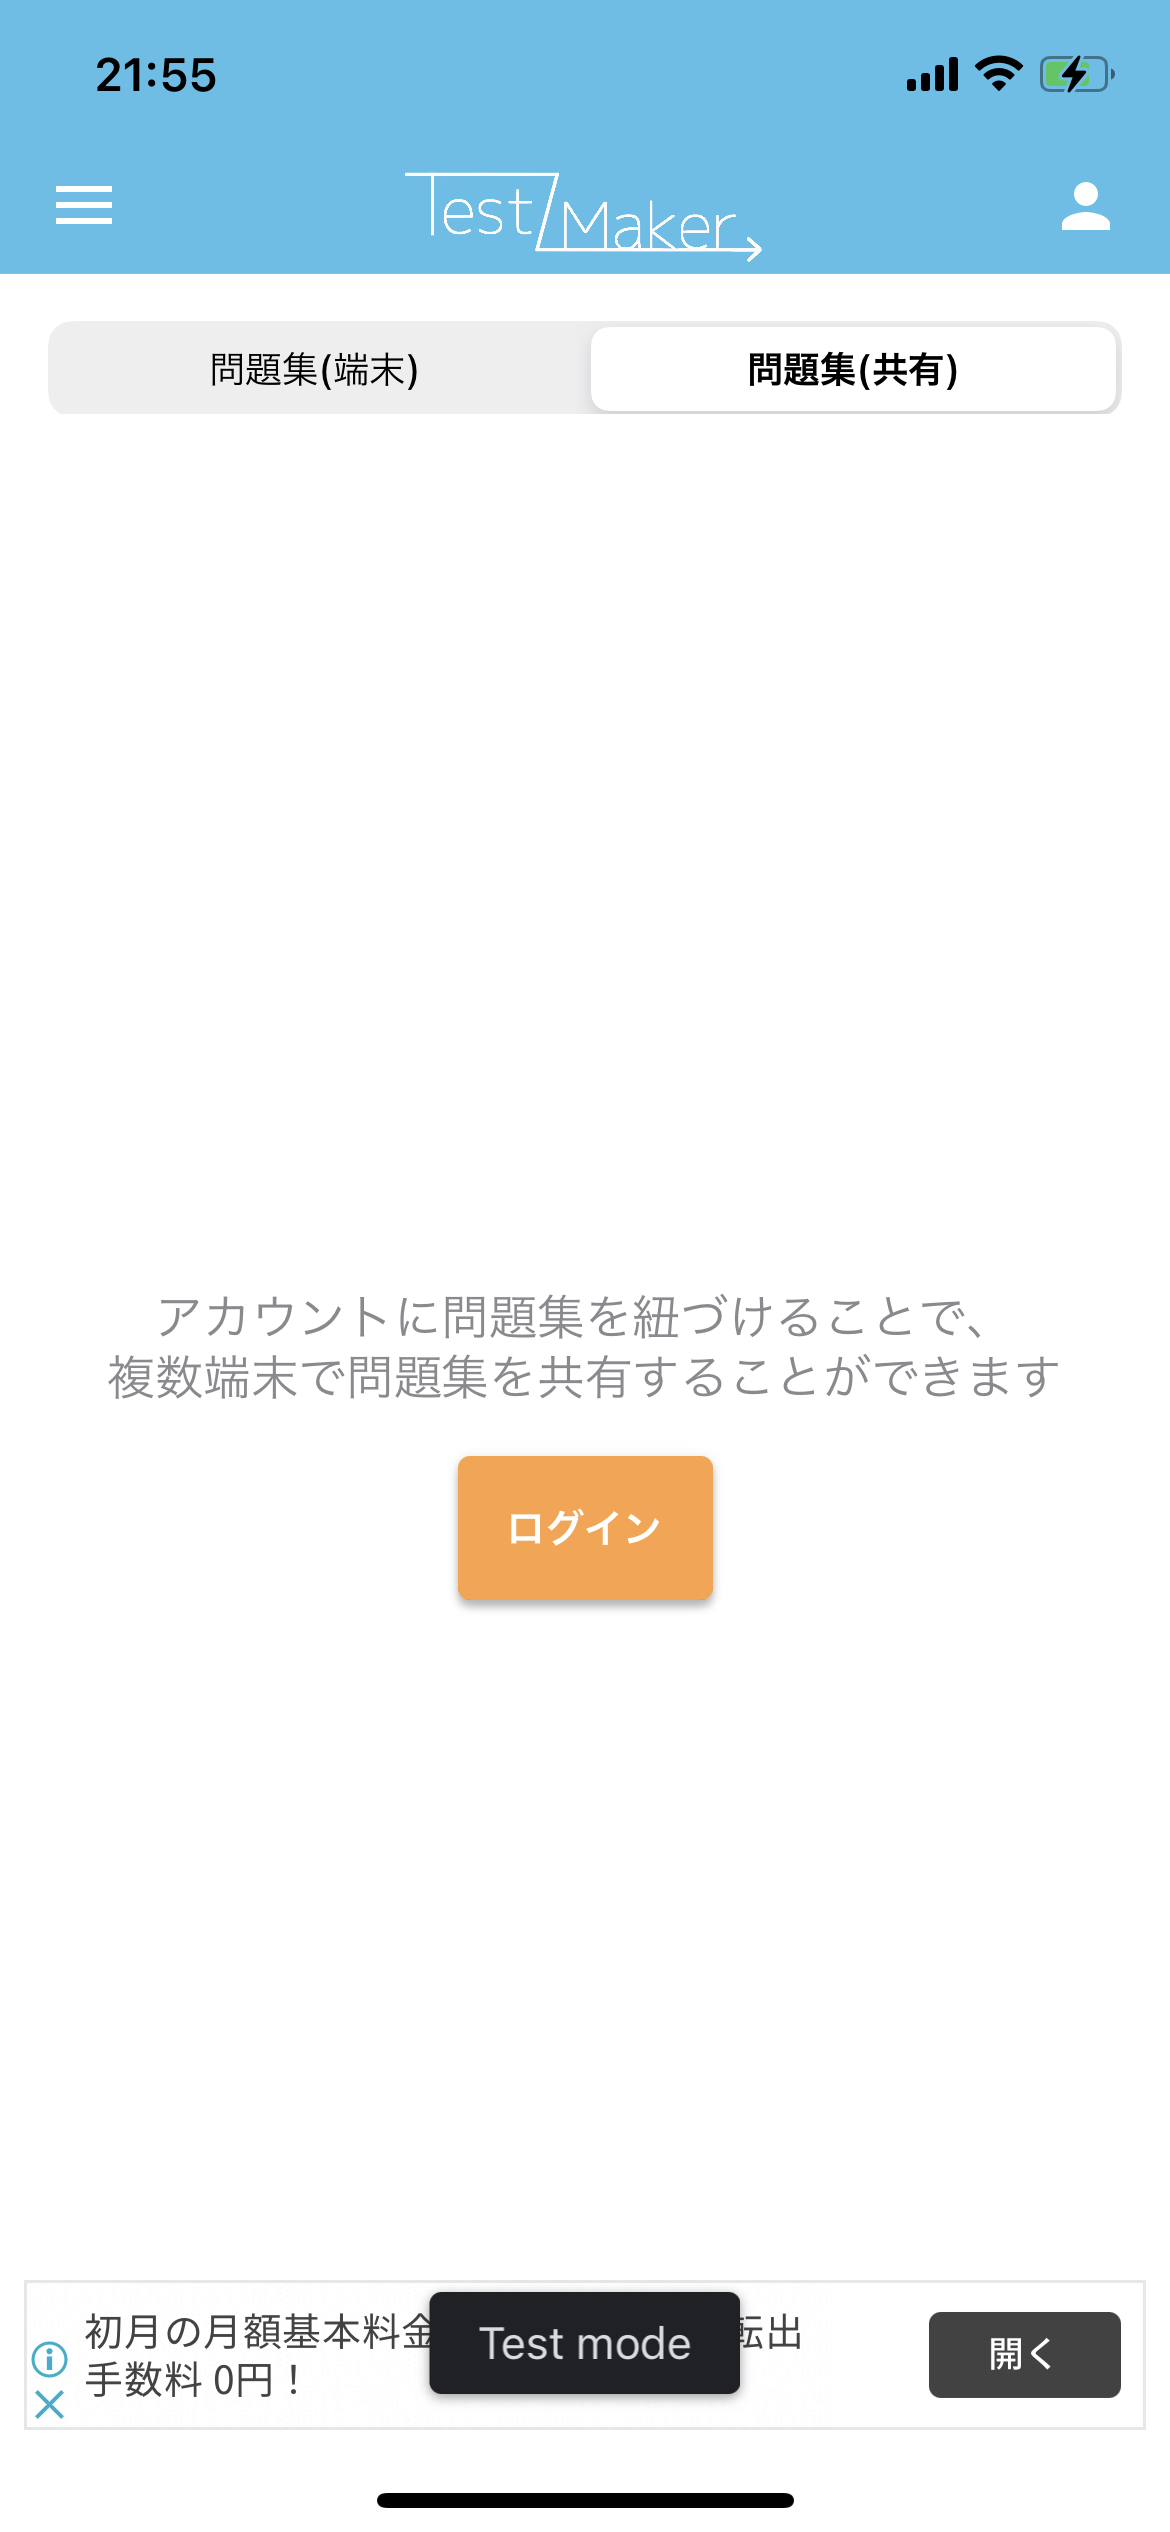 21:55
Test Maker
問題集(端末)
問題集(共有)
アカウントに問題集を紐づけることで、
複数端末で問題集を共有することができます
ログイン
初月の月額基本料金
転出
手数料 0円！
Test mode
開く